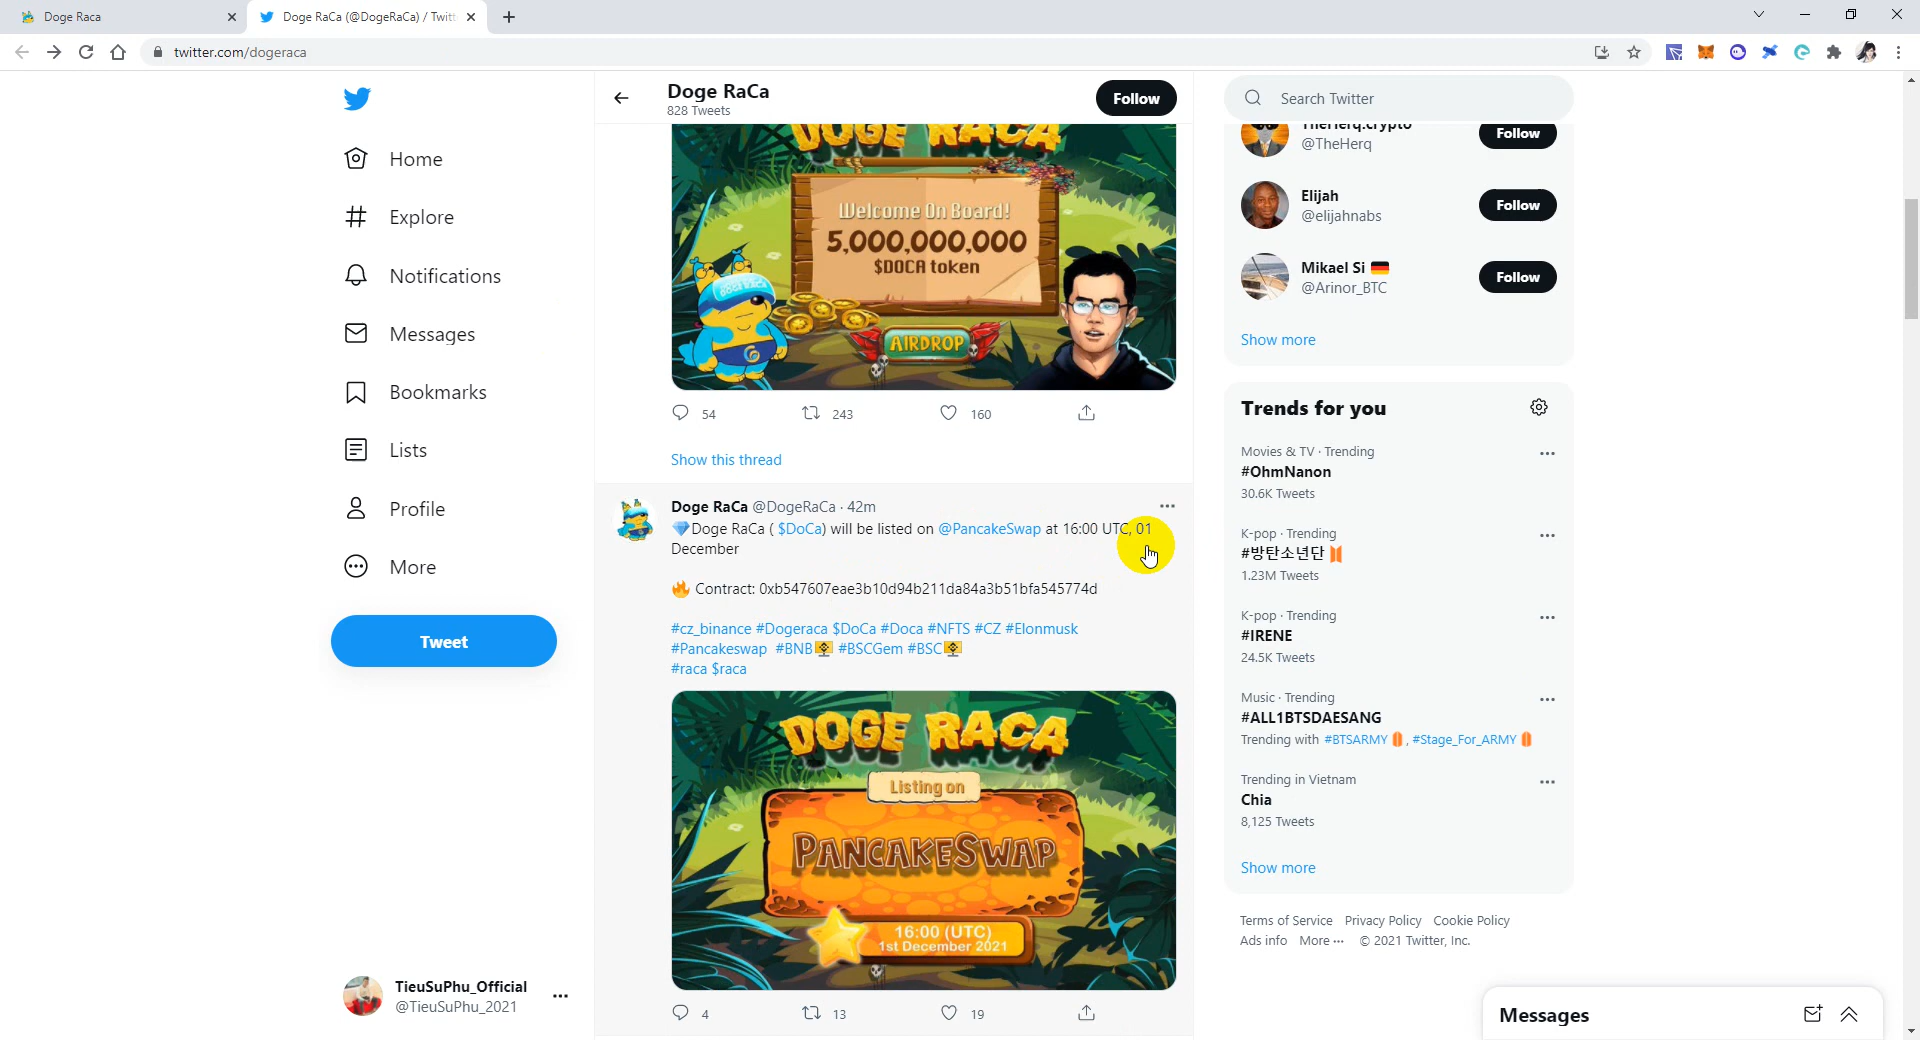 Doge Raca
Doge RaCa (@DogeRaCa) / Twitt
twitter.com/dogeraca
Home
Explore
Notifications
Messages
Bookmarks
Lists
Profile
More
Tweet
TieuSuPhu_Official
@TieuSuPhu_2021
Doge RaCa
828 Tweets
Follow
DOGE RACA
Welcome On Board!
5,000,000,000
$DOCA token
DOGERACA
AIRDROP
54 243 160
Show this thread
Doge RaCa @DogeRaCa · 42m
💎Doge RaCa ( $DoCa) will be listed on @PancakeSwap at 16:00 UTC, 01
December
🔥 Contract: 0xb547607eae3b10d94b211da84a3b51bfa545774d
#cz_binance #Dogeraca $DoCa #Doca #NFTS #CZ #Elonmusk
#Pancakeswap #BNB #BSCGem #BSC
#raca $raca
DOGE RACA
Listing on
PANCAKESWAP
16:00 (UTC)
1st December 2021
4 13 19
Search Twitter
TheHerq.crypto
@TheHerq
Follow
Elijah
@elijahnabs
Follow
Mikael Si 🇩🇪
@Arinor_BTC
Follow
Show more
Trends for you
Movies & TV · Trending
#OhmNanon
30.6K Tweets
K-pop · Trending
#방탄소년단
1.23M Tweets
K-pop · Trending
#IRENE
24.5K Tweets
Music · Trending
#ALL1BTSDAESANG
Trending with #BTSARMY , #Stage_For_ARMY
Trending in Vietnam
Chia
8,125 Tweets
Show more
Terms of Service Privacy Policy Cookie Policy
Ads info More ··· © 2021 Twitter, Inc.
Messages